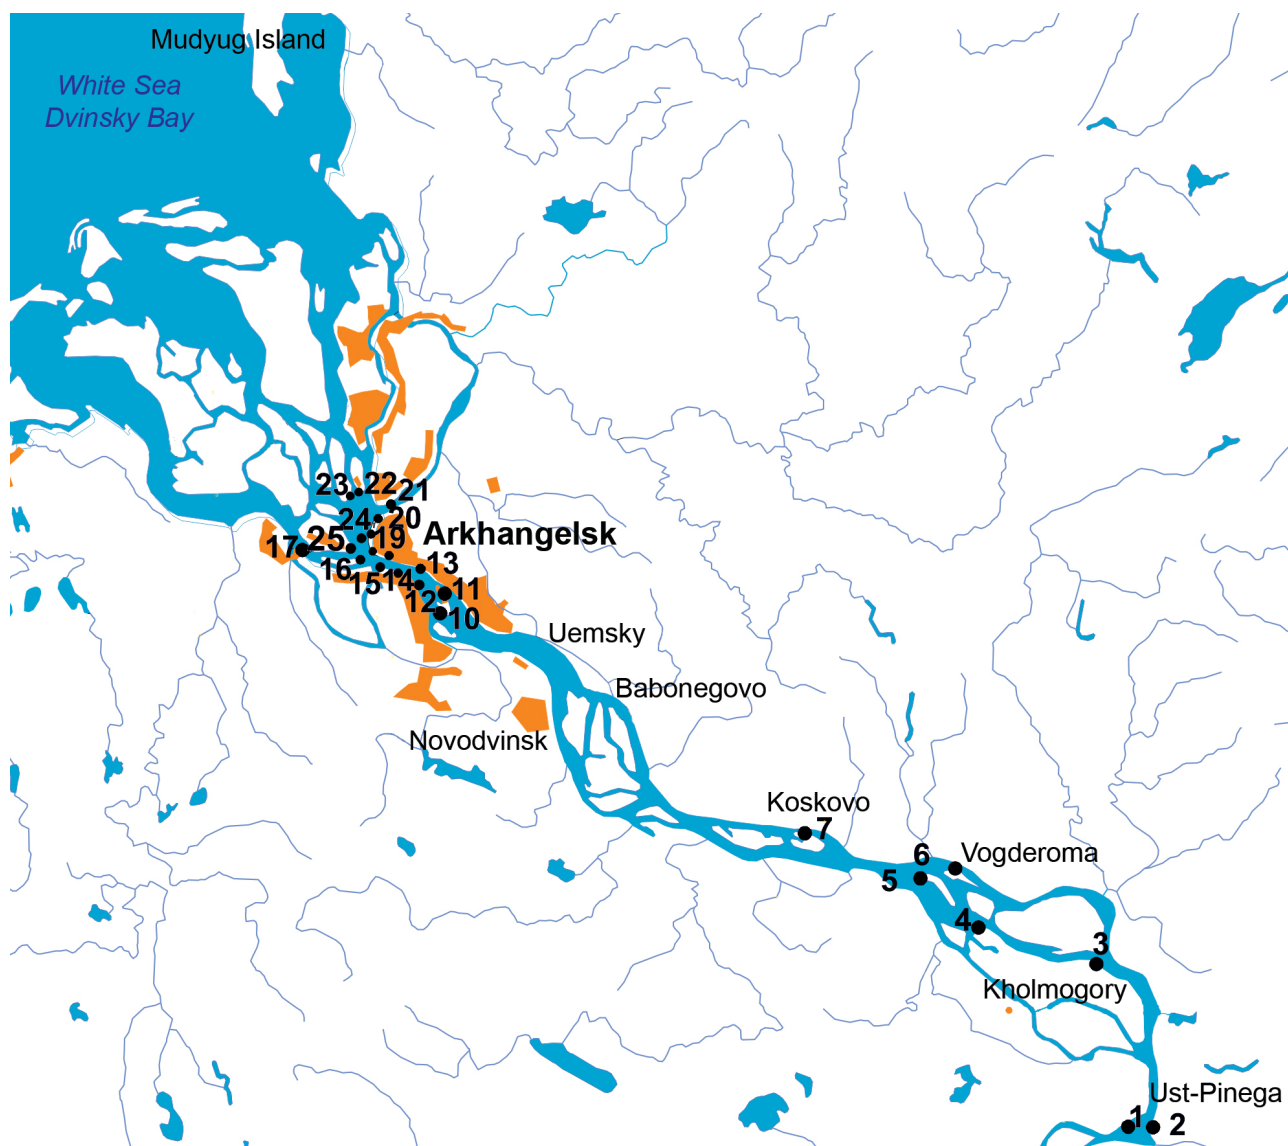 Mudyug Island
White Sea
Dvinsky Bay
23
22
21
24
20
Arkhangelsk
17
25
19
16
13
15
14
11
12
10
Uemsky
Babonegovo
Novodvinsk
Koskovo
7
6
Vogderoma
5
4
3
Kholmogory
Ust-Pinega
1
2